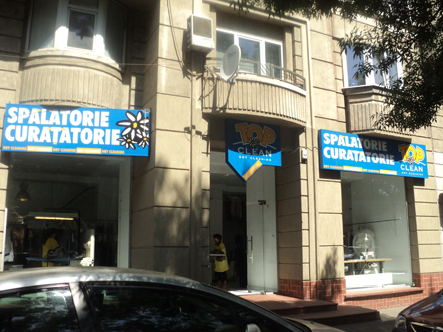 SPALATORIE
CURATATORIE
TOP
CLEAN
DRY CLEANING
SPALATORIE
CURATATORIE
TOP
CLEAN
DRY CLEANING